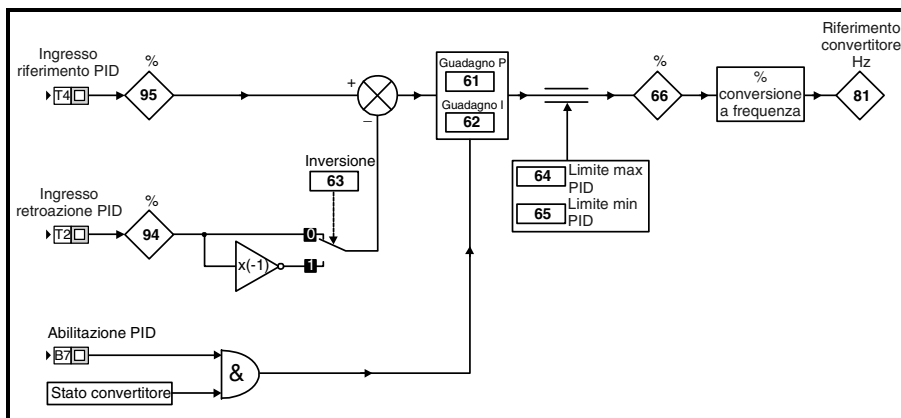 Ingresso
riferimento PID
T4
%
95
+
−
Guadagno P
61
Guadagno I
62
%
66
%
conversione
a frequenza
Riferimento
convertitore
Hz
81
Inversione
63
64
Limite max
PID
65
Limite min
PID
Ingresso
retroazione PID
T2
%
94
0
x(-1)
1
Abilitazione PID
B7
&
Stato convertitore